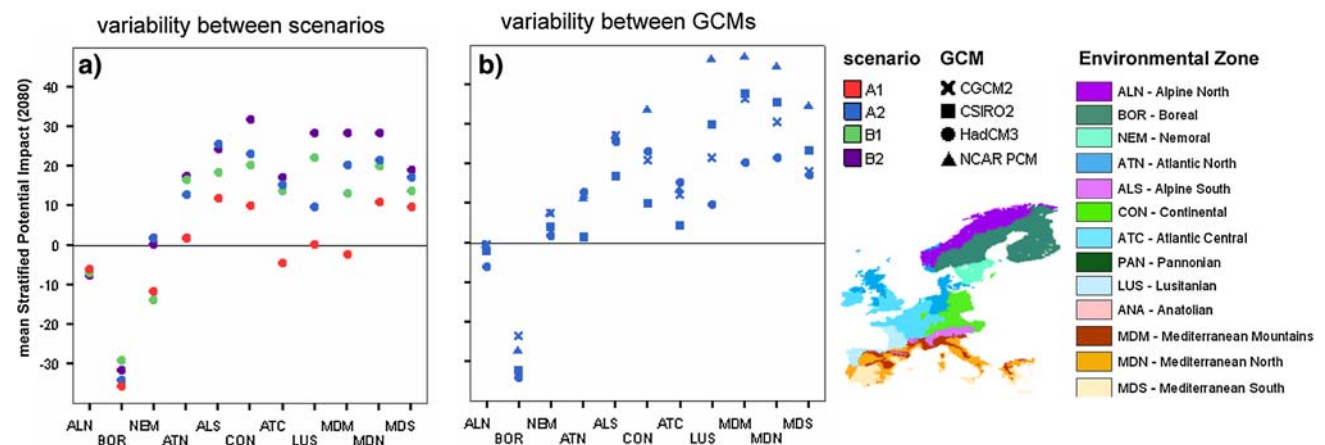 variability between scenarios
variability between GCMs
a)
b)
mean Stratified Potential Impact (2080)
40
30
20
10
0
-10
-20
-30
ALN
BOR
NEM
ATN
ALS
CON
ATC
LUS
MDM
MDN
MDS
ALN
BOR
NEM
ATN
ALS
CON
ATC
LUS
MDM
MDN
MDS
scenario
A1
A2
B1
B2
GCM
CGCM2
CSIRO2
HadCM3
NCAR PCM
Environmental Zone
ALN - Alpine North
BOR - Boreal
NEM - Nemoral
ATN - Atlantic North
ALS - Alpine South
CON - Continental
ATC - Atlantic Central
PAN - Pannonian
LUS - Lusitanian
ANA - Anatolian
MDM - Mediterranean Mountains
MDN - Mediterranean North
MDS - Mediterranean South